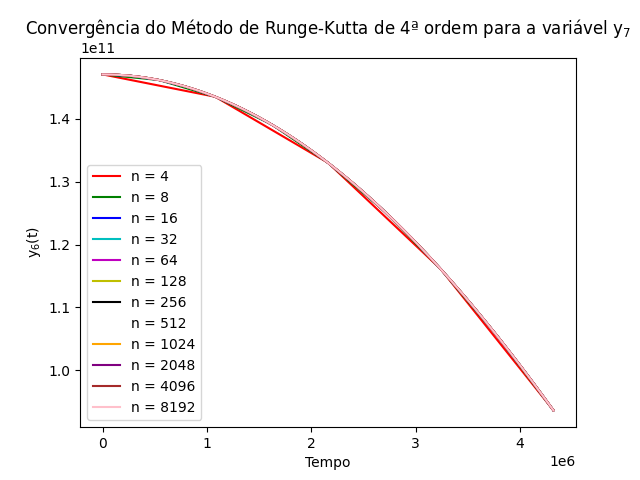 Convergência do Método de Runge-Kutta de 4ª ordem para a variável y₇
1e11
1.4
1.3
1.2
1.1
1.0
y₆(t)
n = 4
n = 8
n = 16
n = 32
n = 64
n = 128
n = 256
n = 512
n = 1024
n = 2048
n = 4096
n = 8192
0 1 2 3 4
Tempo
1e6